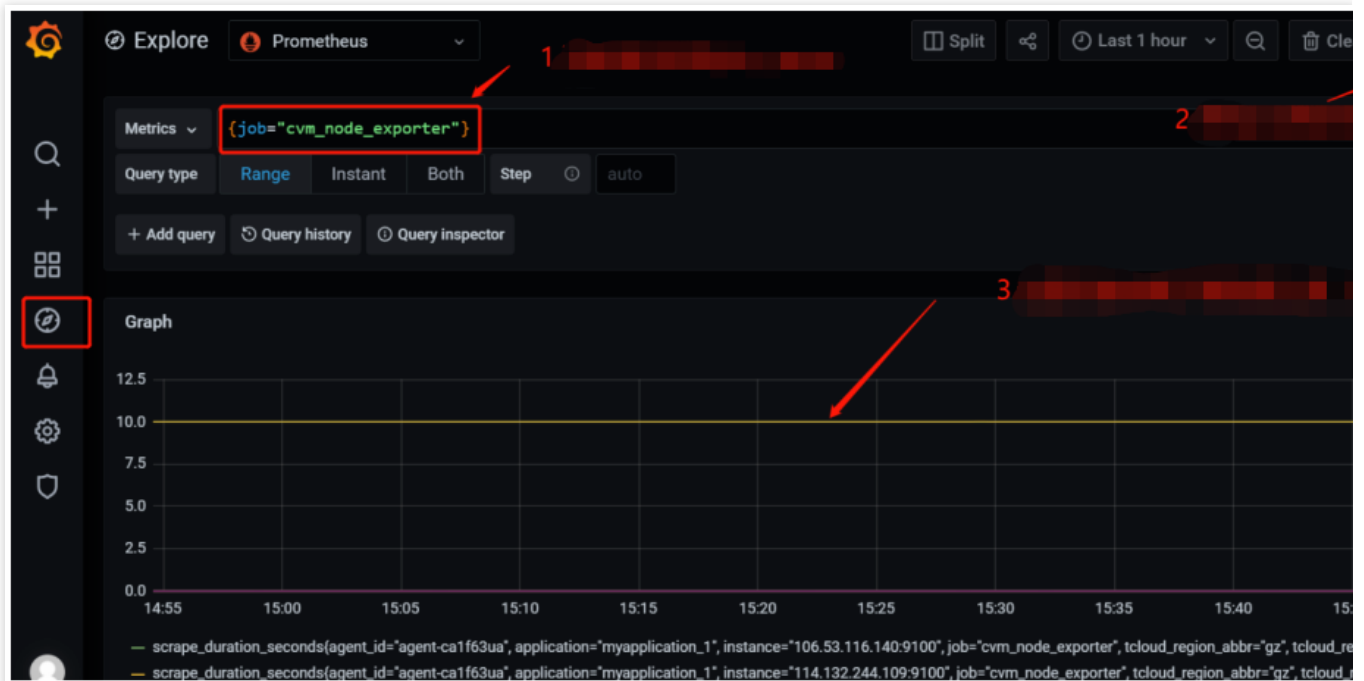 Explore
Prometheus
Split
Last 1 hour
Cle
1
2
Metrics
{job="cvm_node_exporter"}
Query type
Range
Instant
Both
Step
auto
+ Add query
Query history
Query inspector
3
Graph
12.5
10.0
7.5
5.0
2.5
0.0
14:55 15:00 15:05 15:10 15:15 15:20 15:25 15:30 15:35 15:40 15:
scrape_duration_seconds{agent_id="agent-ca1f63ua", application="myapplication_1", instance="106.53.116.140:9100", job="cvm_node_exporter", tcloud_region_abbr="gz", tcloud_re
scrape_duration_seconds{agent_id="agent-ca1f63ua", application="myapplication_1", instance="114.132.244.109:9100", job="cvm_node_exporter", tcloud_region_abbr="gz", tcloud_r